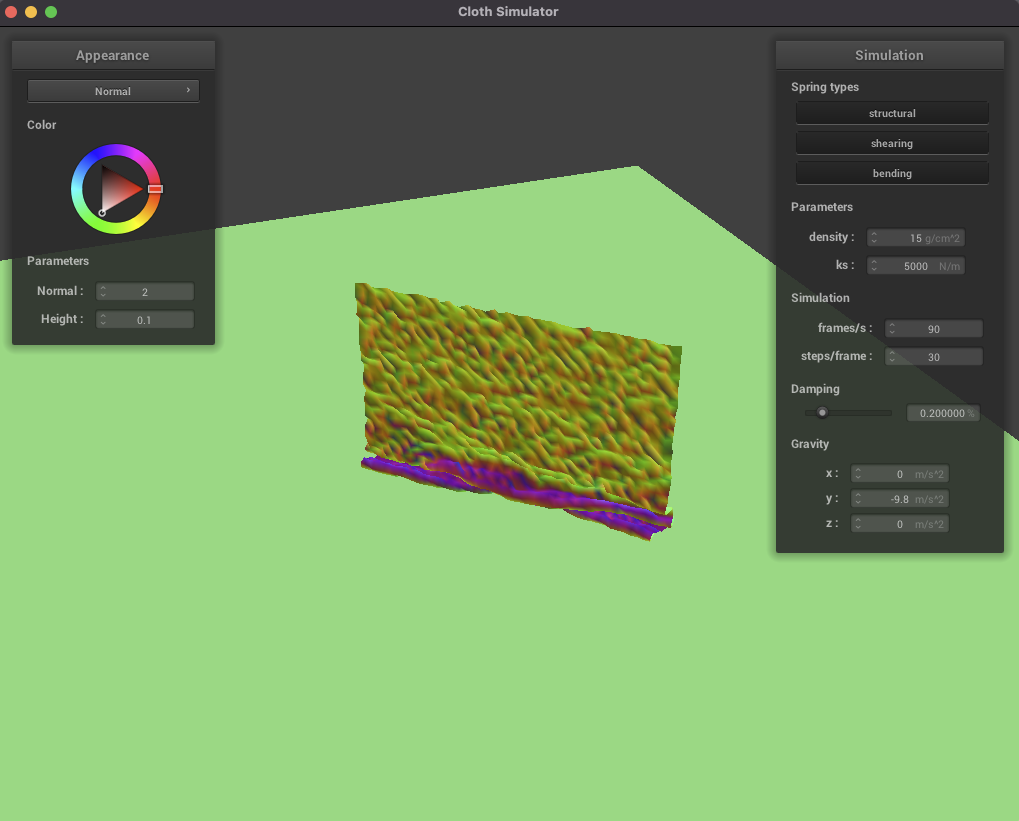 Cloth Simulator
Appearance
Normal ›
Color
Parameters
Normal : 2
Height : 0.1
Simulation
Spring types
structural
shearing
bending
Parameters
density : 15 g/cm^2
ks : 5000 N/m
Simulation
frames/s : 90
steps/frame : 30
Damping
0.200000 %
Gravity
x : 0 m/s^2
y : -9.8 m/s^2
z : 0 m/s^2